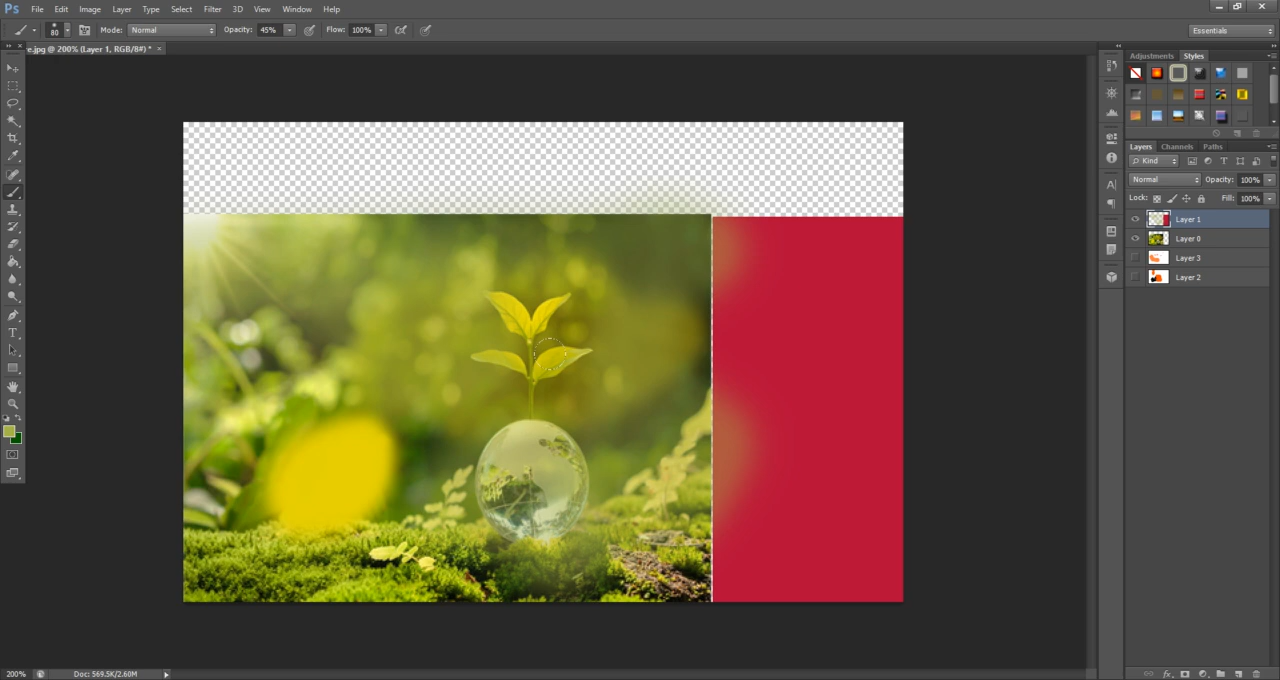 Ps File Edit Image Layer Type Select Filter 3D View Window Help
80 Mode: Normal Opacity: 45% Flow: 100% Essentials
e.jpg @ 200% (Layer 1, RGB/8#) * ×
Adjustments Styles
Layers Channels Paths
Kind
Normal Opacity: 100%
Lock: Fill: 100%
Layer 1
Layer 0
Layer 3
Layer 2
200% Doc: 569.5K/2.60M